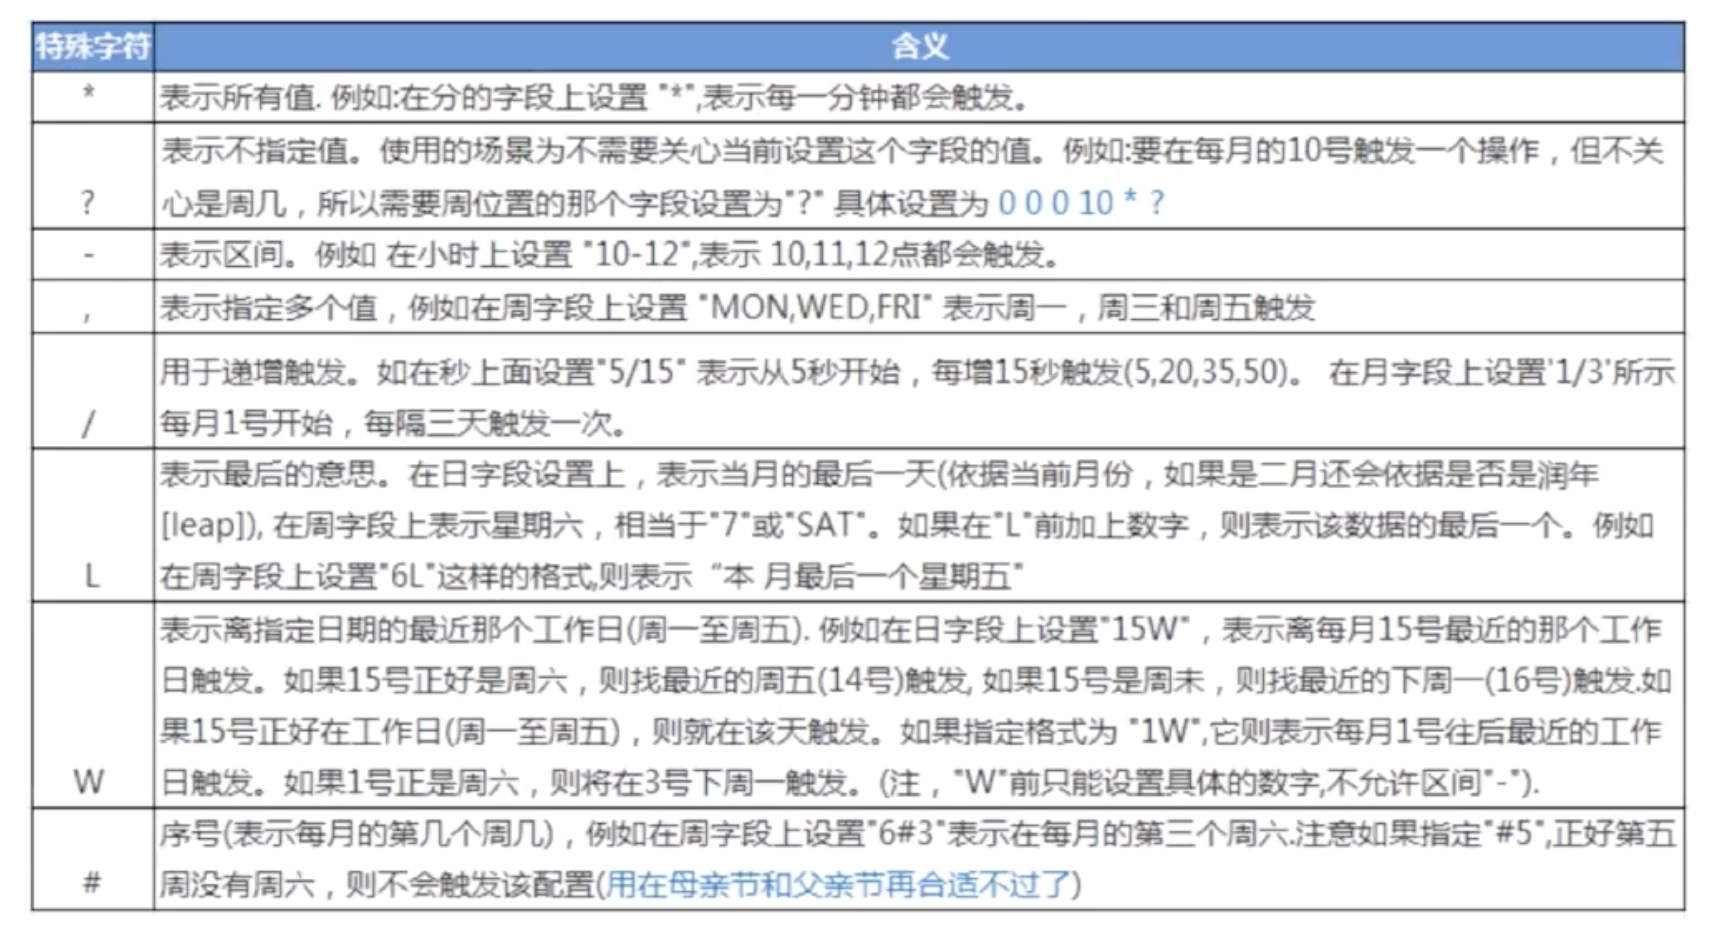 特殊字符 含义
* 表示所有值. 例如:在分的字段上设置 "*",表示每一分钟都会触发。
表示不指定值。使用的场景为不需要关心当前设置这个字段的值。例如:要在每月的10号触发一个操作，但不关
? 心是周几，所以需要周位置的那个字段设置为"?" 具体设置为 0 0 0 10 * ?
- 表示区间。例如 在小时上设置 "10-12",表示 10,11,12点都会触发。
, 表示指定多个值，例如在周字段上设置 "MON,WED,FRI" 表示周一，周三和周五触发
用于递增触发。如在秒上面设置"5/15" 表示从5秒开始，每增15秒触发(5,20,35,50)。 在月字段上设置'1/3'所示
/ 每月1号开始，每隔三天触发一次。
表示最后的意思。在日字段设置上，表示当月的最后一天(依据当前月份，如果是二月还会依据是否是润年
[leap]), 在周字段上表示星期六，相当于"7"或"SAT"。如果在"L"前加上数字，则表示该数据的最后一个。例如
L 在周字段上设置"6L"这样的格式,则表示“本 月最后一个星期五"
表示离指定日期的最近那个工作日(周一至周五). 例如在日字段上设置"15W"，表示离每月15号最近的那个工作
日触发。如果15号正好是周六，则找最近的周五(14号)触发, 如果15号是周未，则找最近的下周一(16号)触发.如
果15号正好在工作日(周一至周五)，则就在该天触发。如果指定格式为 "1W",它则表示每月1号往后最近的工作
W 日触发。如果1号正是周六，则将在3号下周一触发。(注，"W"前只能设置具体的数字,不允许区间"-").
序号(表示每月的第几个周几)，例如在周字段上设置"6#3"表示在每月的第三个周六.注意如果指定"#5",正好第五
# 周没有周六，则不会触发该配置(用在母亲节和父亲节再合适不过了)